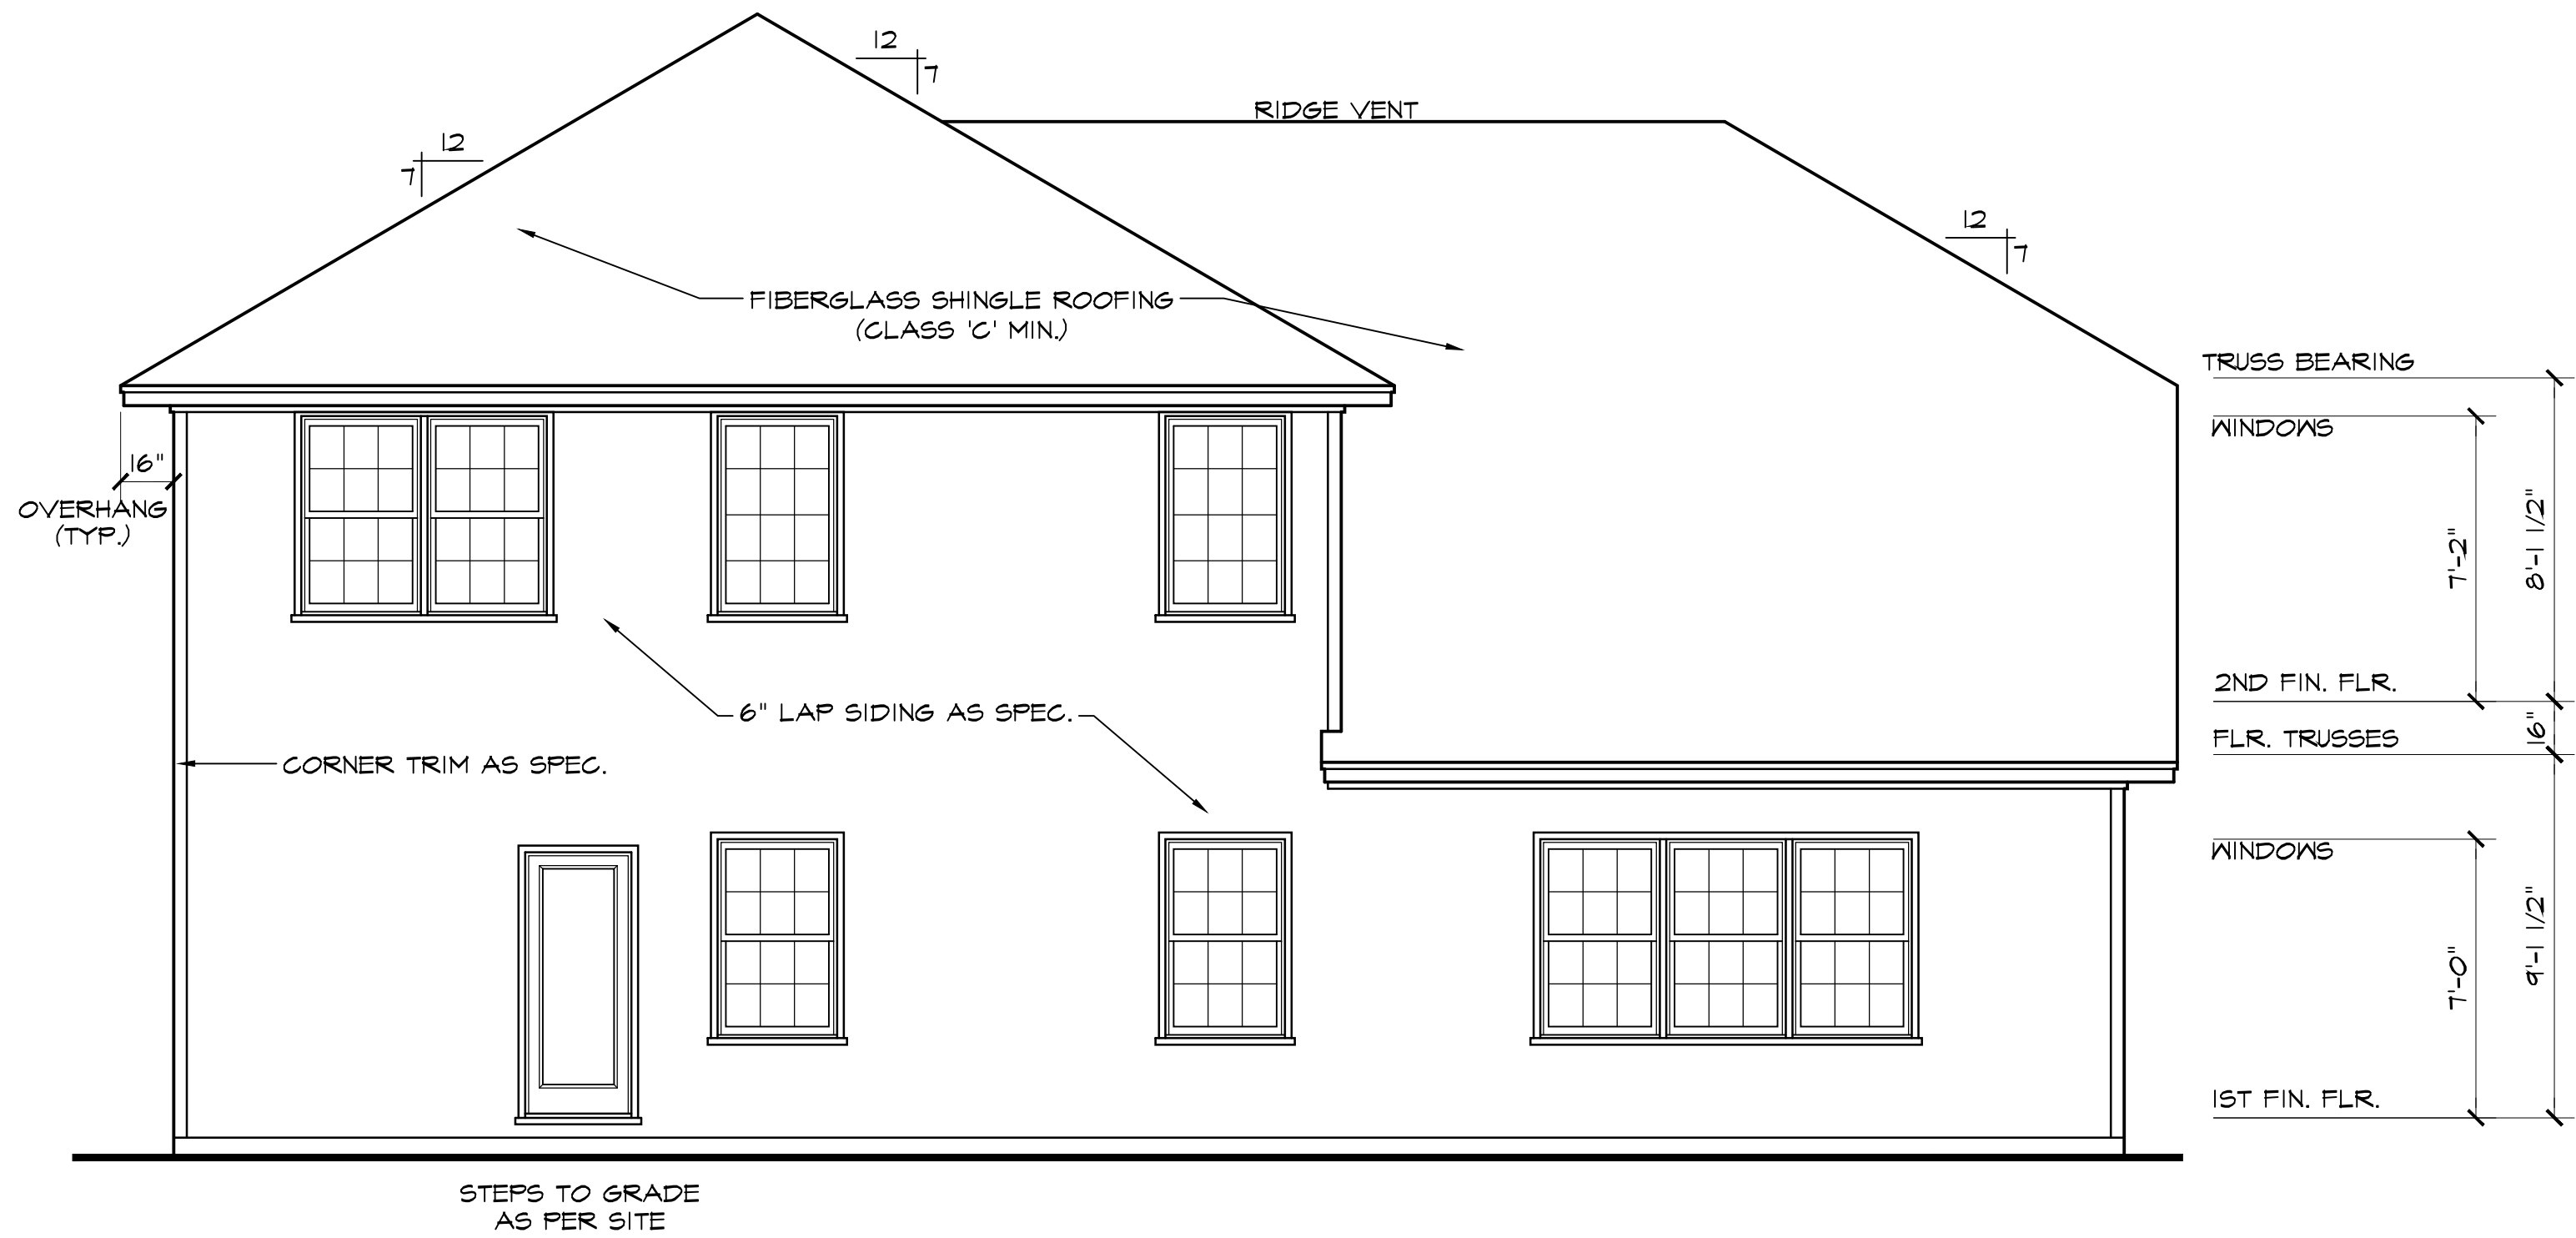 12
7
RIDGE VENT
12
7
12
7
FIBERGLASS SHINGLE ROOFING
(CLASS 'C' MIN.)
TRUSS BEARING
WINDOWS
16"
OVERHANG
(TYP.)
7'-2"
8'-1 1/2"
2ND FIN. FLR.
6" LAP SIDING AS SPEC.
16"
FLR. TRUSSES
CORNER TRIM AS SPEC.
WINDOWS
7'-0"
9'-1 1/2"
1ST FIN. FLR.
STEPS TO GRADE
AS PER SITE